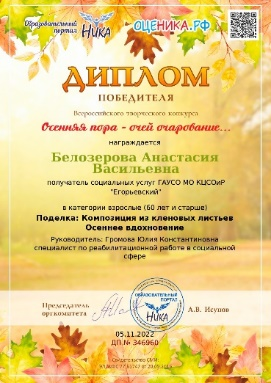 Образовательный
портал
НИКА
ОЦЕНИКА.РФ
ДИПЛОМ
ПОБЕДИТЕЛЯ
Всероссийского творческого конкурса
Осенняя пора – очей очарование...
награждается
Белозерова Анастасия
Васильевна
получатель социальных услуг ГАУСО МО КЦСОиР
"Егорьевский"
в категории взрослые (60 лет и старше)
Поделка: Композиция из кленовых листьев
Осеннее вдохновение
Руководитель: Громова Юлия Константиновна
специалист по реабилитационной работе в социальной
сфере
Председатель
оргкомитета
ОБРАЗОВАТЕЛЬНЫЙ
ПОРТАЛ
НИКА
А.В. Исупов
05.11.2022
ДП № 346960
Свидетельство СМИ